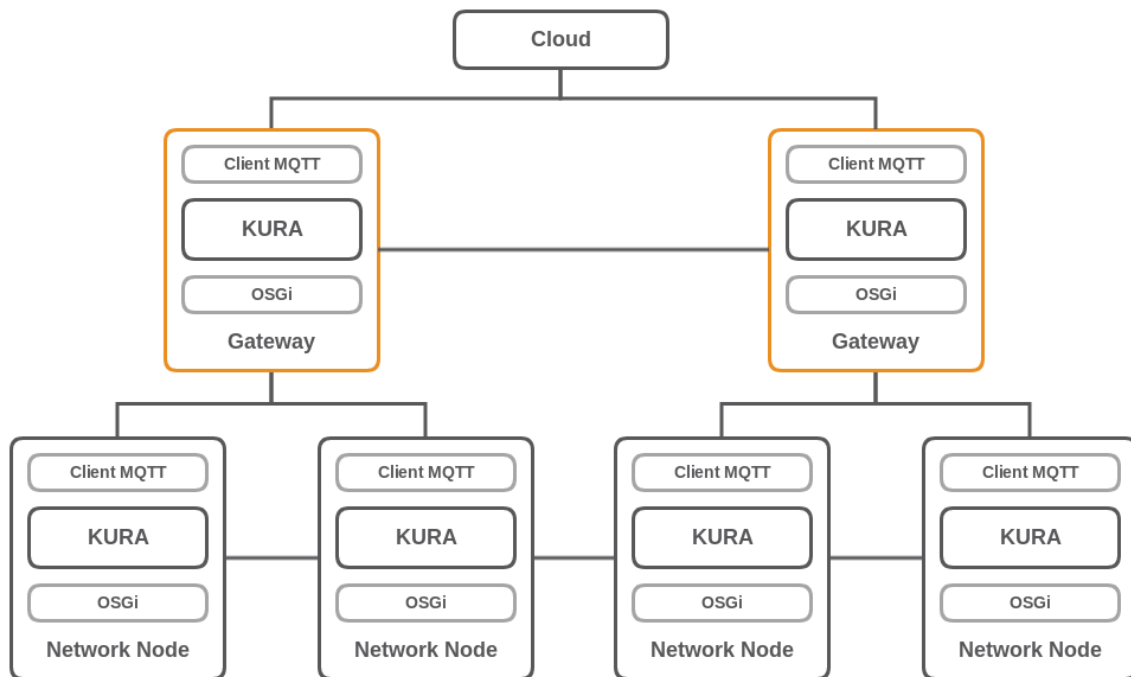 Cloud
Client MQTT
KURA
OSGi
Gateway
Client MQTT
KURA
OSGi
Gateway
Client MQTT
KURA
OSGi
Network Node
Client MQTT
KURA
OSGi
Network Node
Client MQTT
KURA
OSGi
Network Node
Client MQTT
KURA
OSGi
Network Node